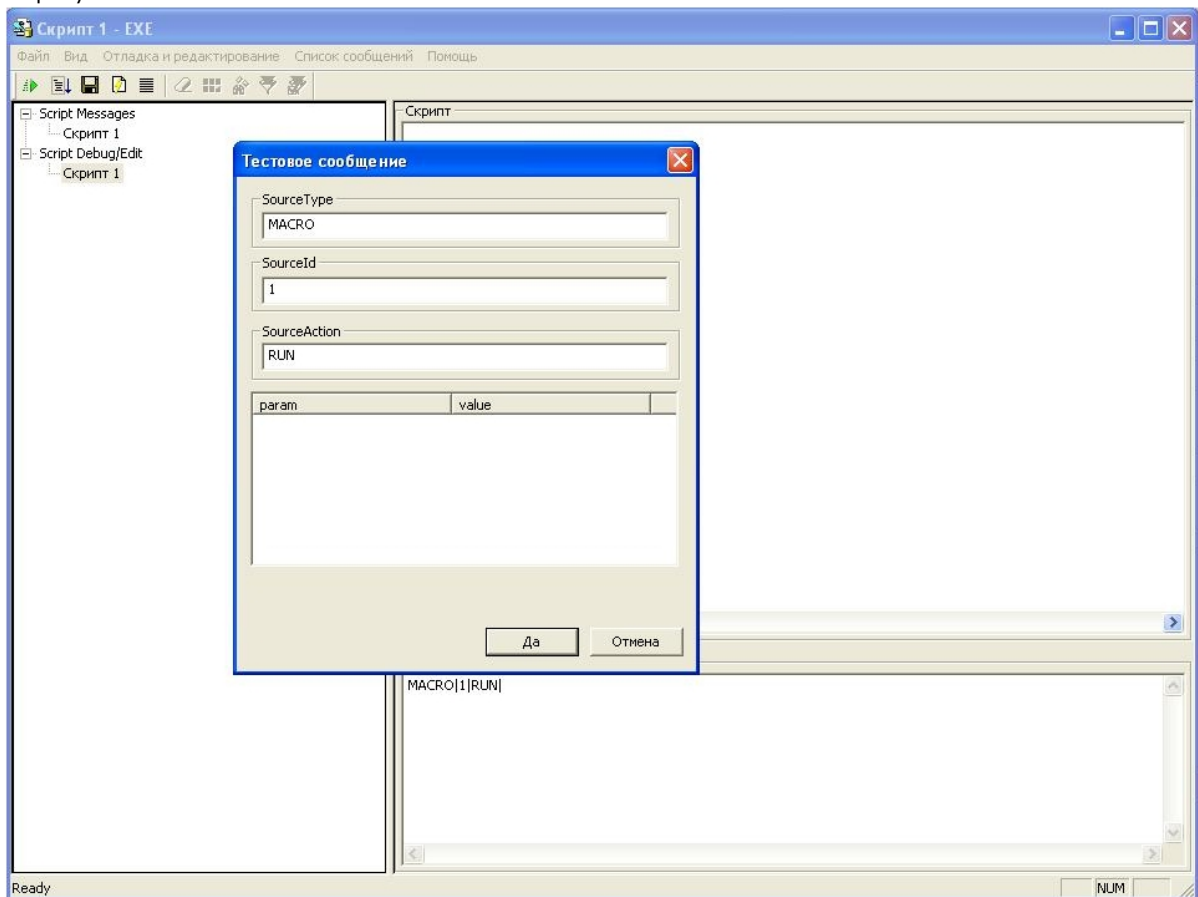 Скрипт 1 - EXE
Файл Вид Отладка и редактирование Список сообщений Помощь
Script Messages
Скрипт 1
Script Debug/Edit
Скрипт 1
Скрипт
Тестовое сообщение
SourceType
MACRO
SourceId
1
SourceAction
RUN
param value
Да Отмена
MACRO|1|RUN|
Ready NUM